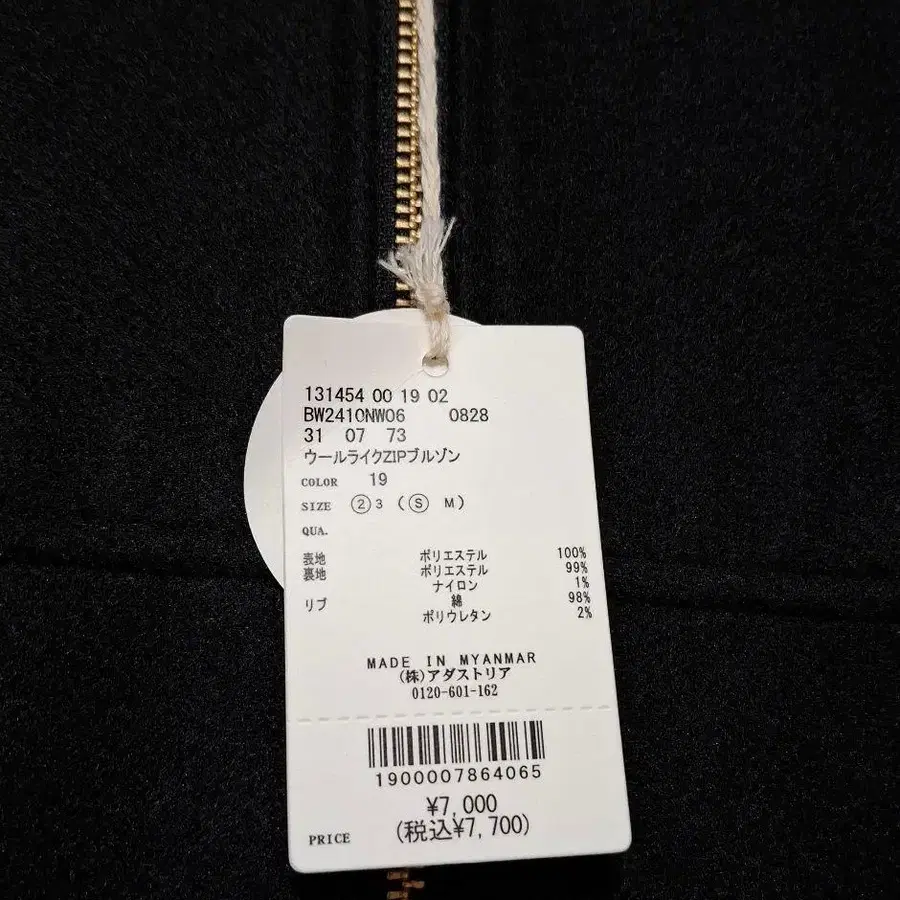 131454 00 19 02
BW2410NW06 0828
31 07 73
ウールライクZIPブルゾン
COLOR 19
SIZE ②3 (Ⓢ M)
QUA.
表地 ポリエステル 100%
裏地 ポリエステル 99%
ナイロン 1%
リブ 綿 98%
ポリウレタン 2%
MADE IN MYANMAR
(株)アダストリア
0120-601-162
1900007864065
¥7,000
PRICE (税込¥7,700)